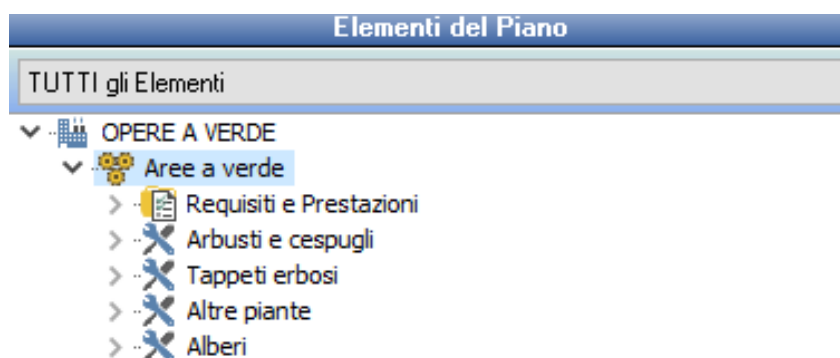 Elementi del Piano
TUTTI gli Elementi
OPERE A VERDE
Aree a verde
Requisiti e Prestazioni
Arbusti e cespugli
Tappeti erbosi
Altre piante
Alberi